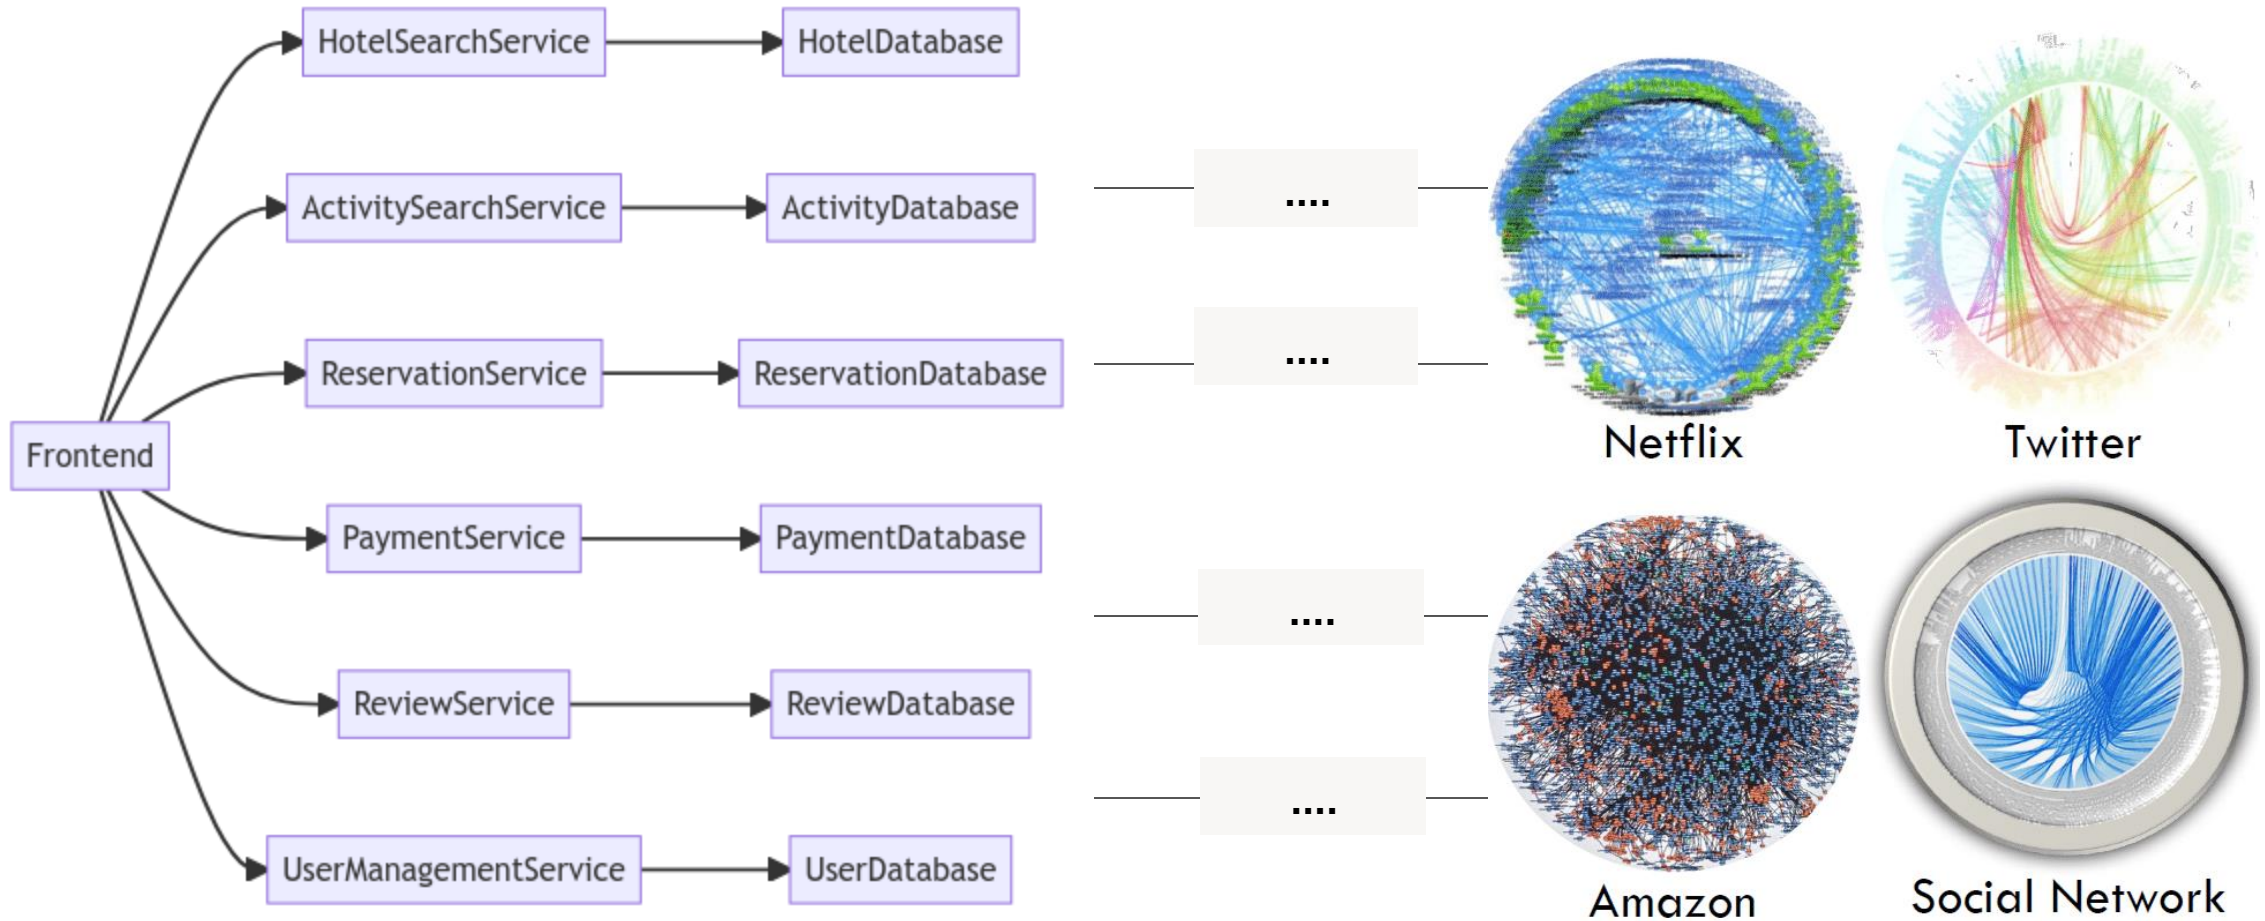 HotelSearchService
HotelDatabase
ActivitySearchService
ActivityDatabase
....
ReservationService
ReservationDatabase
....
Netflix
Twitter
Frontend
PaymentService
PaymentDatabase
....
ReviewService
ReviewDatabase
....
UserManagementService
UserDatabase
Amazon
Social Network